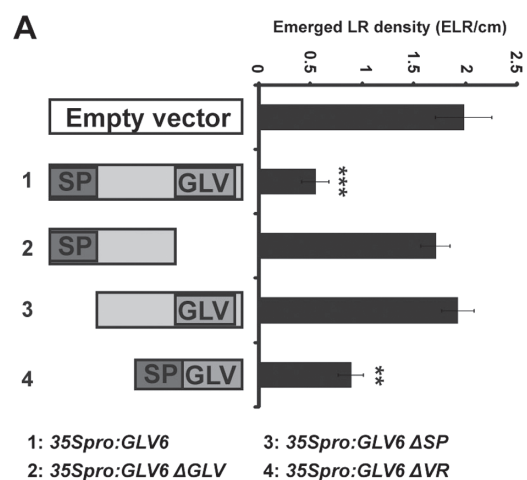 A
Emerged LR density (ELR/cm)
0 0.5 1 1.5 2 2.5
Empty vector
1 SP GLV ***
2 SP
3 GLV
4 SP GLV **
1: 35Spro:GLV6
3: 35Spro:GLV6 ΔSP
2: 35Spro:GLV6 ΔGLV
4: 35Spro:GLV6 ΔVR